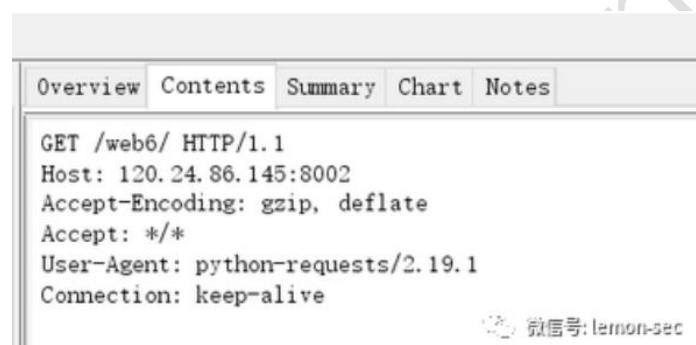 Overview Contents Summary Chart Notes
GET /web6/ HTTP/1.1
Host: 120.24.86.145:8002
Accept-Encoding: gzip, deflate
Accept: */*
User-Agent: python-requests/2.19.1
Connection: keep-alive
微信号: lemon-sec